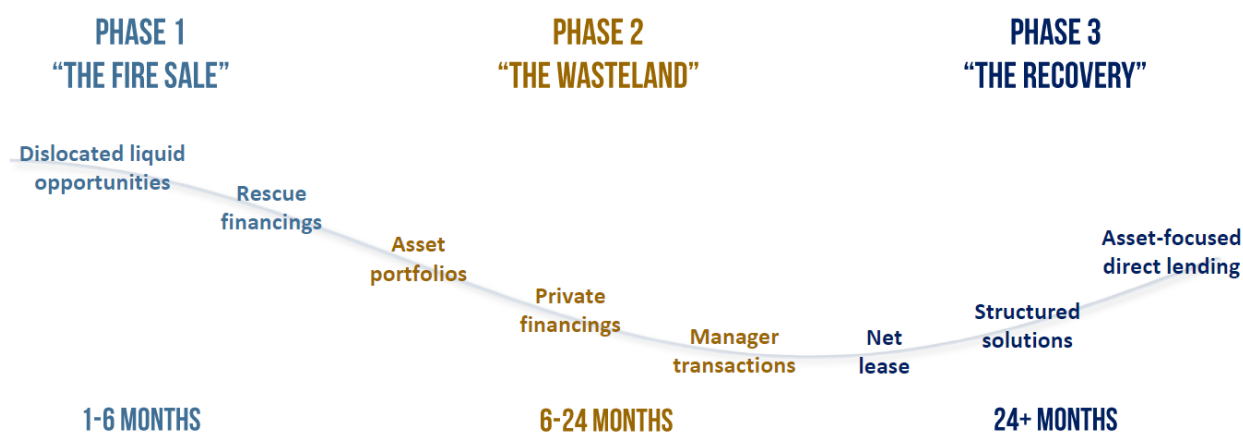 PHASE 1
“THE FIRE SALE”
PHASE 2
“THE WASTELAND”
PHASE 3
“THE RECOVERY”
Dislocated liquid
opportunities
Rescue
financings
Asset
portfolios
Private
financings
Manager
transactions
Net
lease
Structured
solutions
Asset-focused
direct lending
1-6 MONTHS
6-24 MONTHS
24+ MONTHS